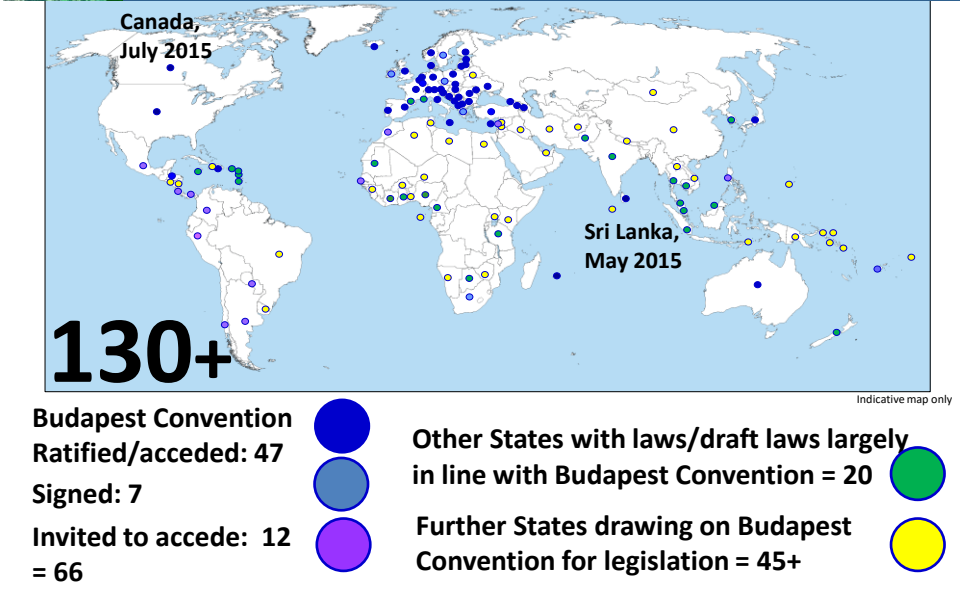 Canada,
July 2015
Sri Lanka,
May 2015
130+
Indicative map only
Budapest Convention
Ratified/acceded: 47
Signed: 7
Invited to accede:  12
= 66
Other States with laws/draft laws largely
in line with Budapest Convention = 20
Further States drawing on Budapest
Convention for legislation = 45+